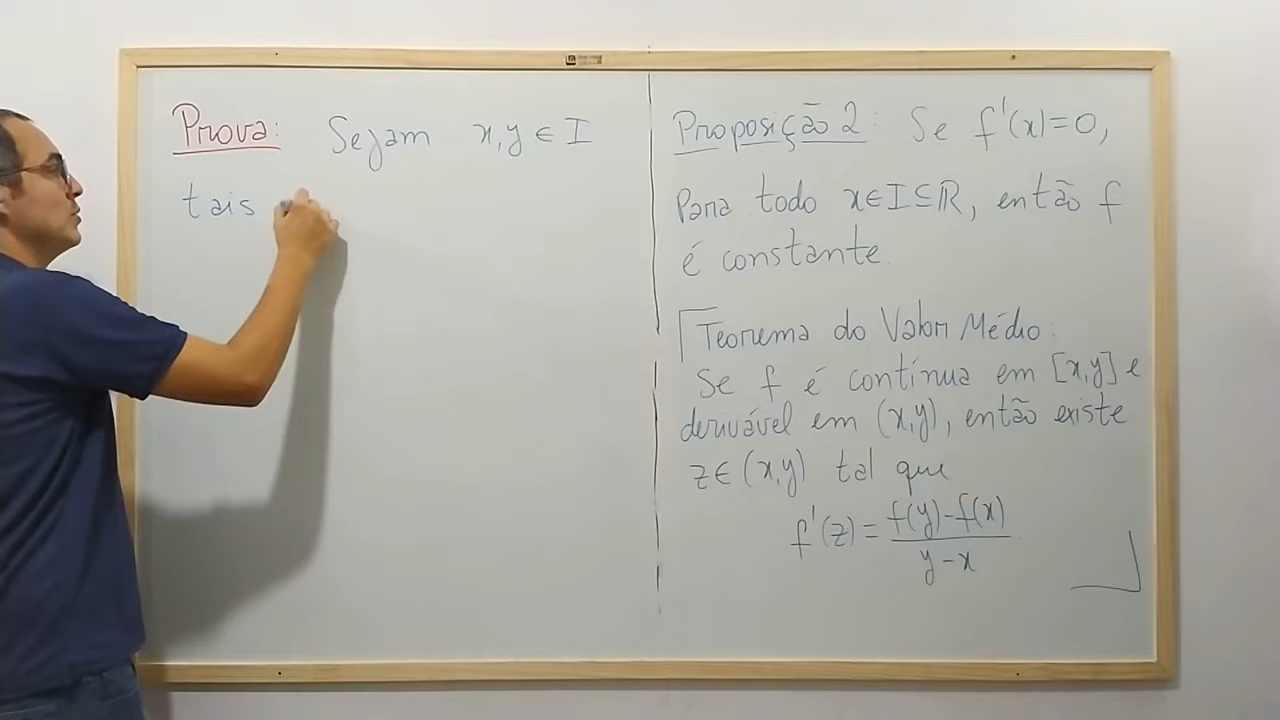 Prova: Sejam x,y ∈ I
tais
Proposição 2: Se f'(x)=0,
para todo x∈I⊆ℝ, então f
é constante.
Teorema do Valor Médio:
Se f é contínua em [x,y] e
derivável em (x,y), então existe
z∈(x,y) tal que
f'(z) = f(y)-f(x)
y-x